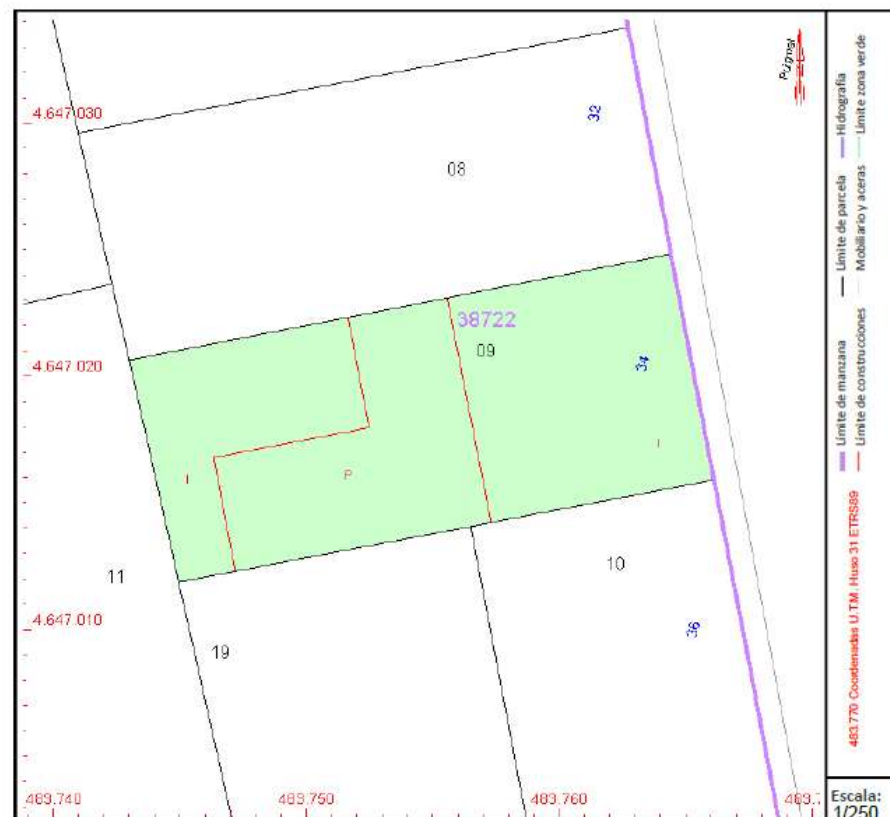 Puigmal
4.647.030
32
08
38722
4.647.020
09
34
I
I
P
11
10
4.647.010
36
19
489.740
489.750
489.760
Hidrografía
Límite zona verde
Límite de parcela
Mobiliario y aceras
Límite de manzana
Límite de construcciones
483.770 Coordenadas U.T.M. Huso 31 ETRS89
Escala:
1/250